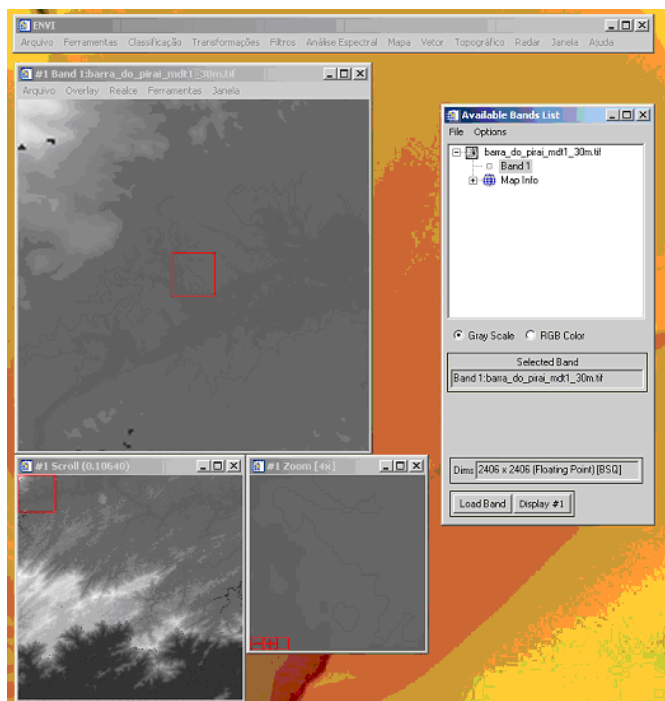 ENVI
Arquivo Ferramentas Classificação Transformações Filtros Análise Espectral Mapa Vetor Topográfico Radar Janela Ajuda
#1 Band 1:barra_do_pirai_mdt1_30m.tif
Arquivo Overlay Realce Ferramentas Janela
Available Bands List
File Options
barra_do_pirai_mdt1_30m.tif
Band 1
Map Info
Gray Scale RGB Color
Selected Band
Band 1:barra_do_pirai_mdt1_30m.tif
Dims 2406 x 2406 (Floating Point) [BSQ]
Load Band Display #1
#1 Scroll (0.10640)
#1 Zoom [4x]